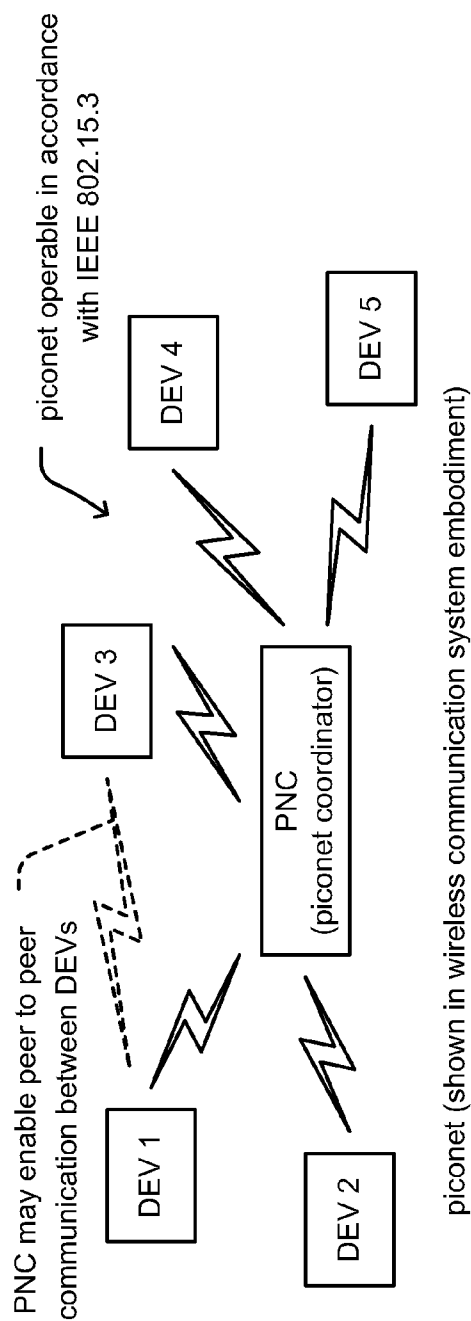 PNC may enable peer to peer
communication between DEVs
piconet operable in accordance
with IEEE 802.15.3
DEV 1
DEV 3
DEV 4
DEV 2
PNC
(piconet coordinator)
DEV 5
piconet (shown in wireless communication system embodiment)